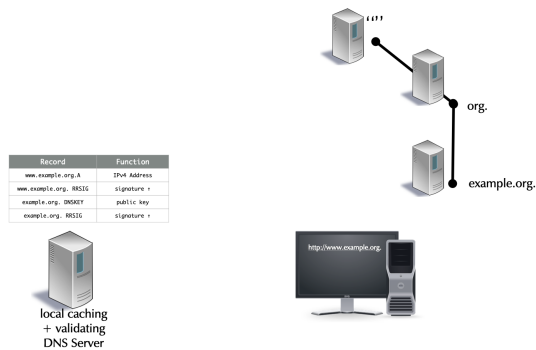 “”
org.
example.org.
Record Function
www.example.org.A IPv4 Address
www.example.org. RRSIG signature ↑
example.org. DNSKEY public key
example.org. RRSIG signature ↑
http://www.example.org.
local caching
+ validating
DNS Server